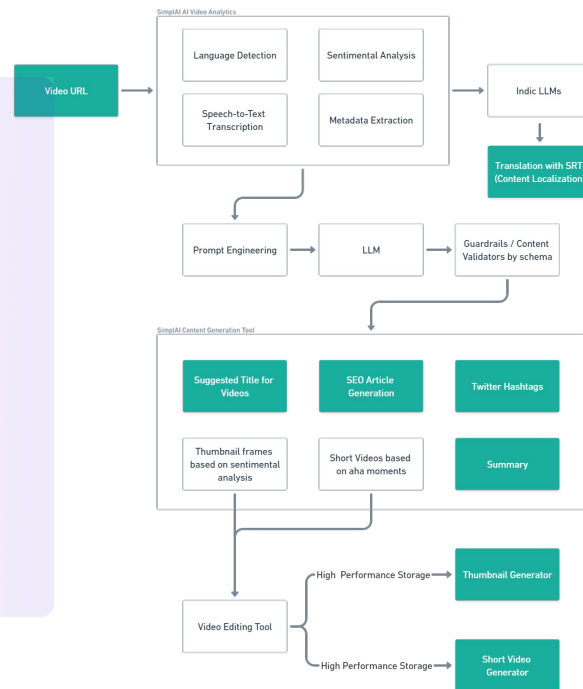 SimplAI AI Video Analytics
Language Detection
Sentimental Analysis
Video URL
Indic LLMs
Speech-to-Text
Transcription
Metadata Extraction
Translation with SRT
(Content Localization
Prompt Engineering
LLM
Guardrails / Content
Validators by schema
SimplAI Content Generation Tool
Suggested Title for
Videos
SEO Article
Generation
Twitter Hashtags
Thumbnail frames
based on sentimental
analysis
Short Videos based
on aha moments
Summary
High Performance Storage
Thumbnail Generator
Video Editing Tool
High Performance Storage
Short Video
Generator